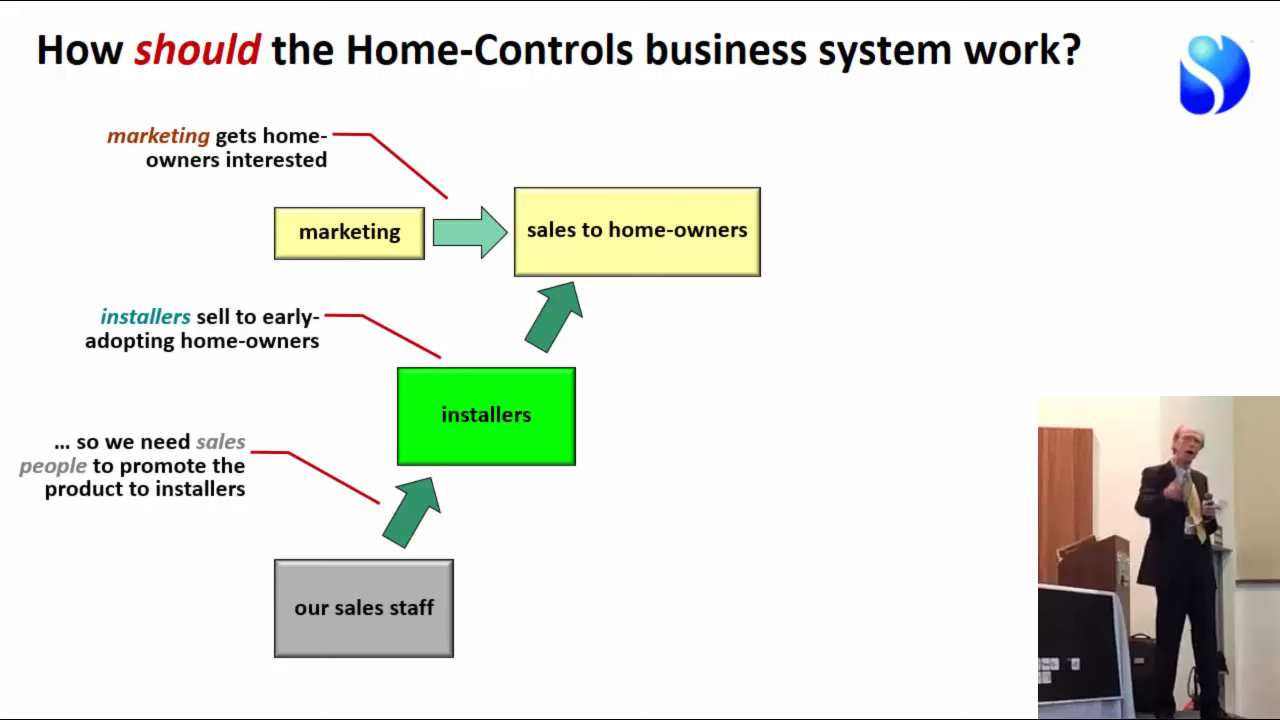 How should the Home-Controls business system work?
marketing gets home-
owners interested
marketing
sales to home-owners
installers sell to early-
adopting home-owners
installers
... so we need sales
people to promote the
product to installers
our sales staff